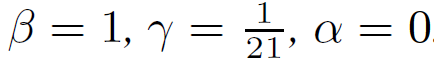 β = 1, γ = 1/21, α = 0.